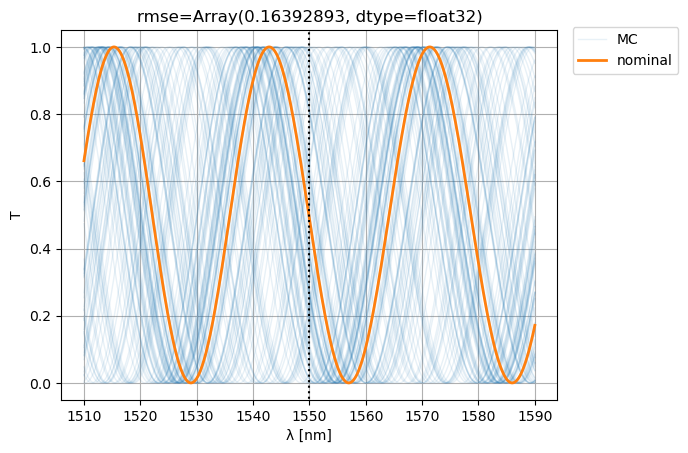 rmse=Array(0.16392893, dtype=float32)
MC
nominal
1.0
0.8
0.6
0.4
0.2
0.0
T
1510 1520 1530 1540 1550 1560 1570 1580 1590
λ [nm]